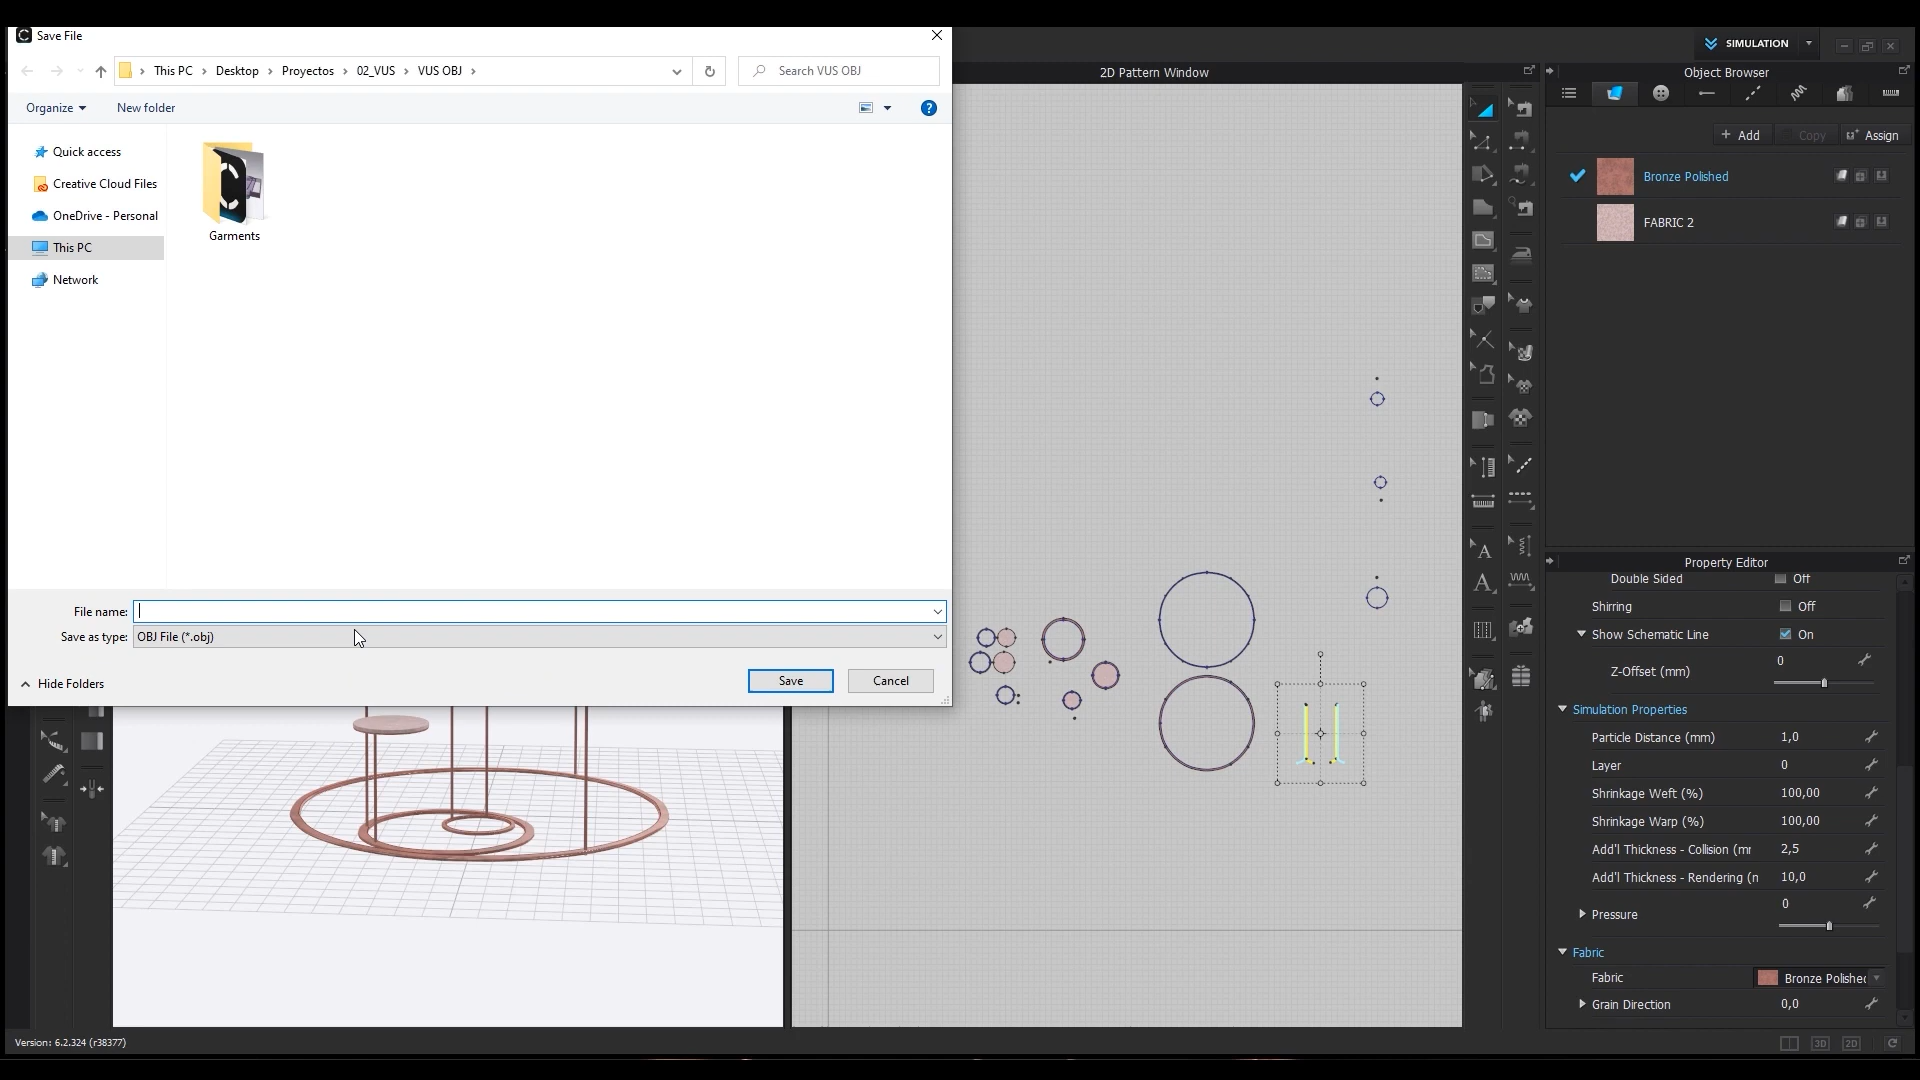 Save File
This PC
Desktop
Proyectos
02_VUS
VUS OBJ
Search VUS OBJ
Organize
New folder
Quick access
Creative Cloud Files
OneDrive - Personal
This PC
Network
Garments
File name:
Save as type:
OBJ File (*.obj)
Hide Folders
Save
Cancel
SIMULATION
2D Pattern Window
Object Browser
Add
Copy
Assign
Bronze Polished
FABRIC 2
Property Editor
Double Sided Off
Shirring Off
Show Schematic Line On
Z-Offset (mm) 0
Simulation Properties
Particle Distance (mm) 1,0
Layer 0
Shrinkage Weft (%) 100,00
Shrinkage Warp (%) 100,00
Add'l Thickness - Collision (mr 2,5
Add'l Thickness - Rendering (n 10,0
Pressure 0
Fabric
Fabric Bronze Polished
Grain Direction 0,0
Version: 6.2.324 (r38377)
3D
2D